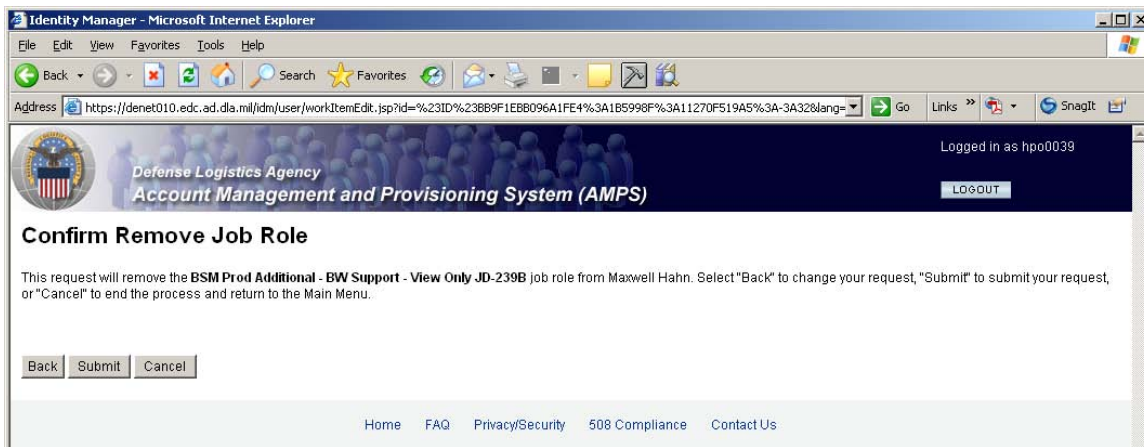 Identity Manager - Microsoft Internet Explorer
File Edit View Favorites Tools Help
Back Search Favorites
Address https://denet010.edc.ad.dla.mil/idm/user/workItemEdit.jsp?id=%23ID%23BB9F1EBB096A1FE4%3A1B5998F%3A11270F519A5%3A-3A32&lang= Go Links » SnagIt
Logged in as hpo0039
Defense Logistics Agency
Account Management and Provisioning System (AMPS)
LOGOUT
Confirm Remove Job Role
This request will remove the BSM Prod Additional - BW Support - View Only JD-239B job role from Maxwell Hahn. Select "Back" to change your request, "Submit" to submit your request,
or "Cancel" to end the process and return to the Main Menu.
Back Submit Cancel
Home FAQ Privacy/Security 508 Compliance Contact Us